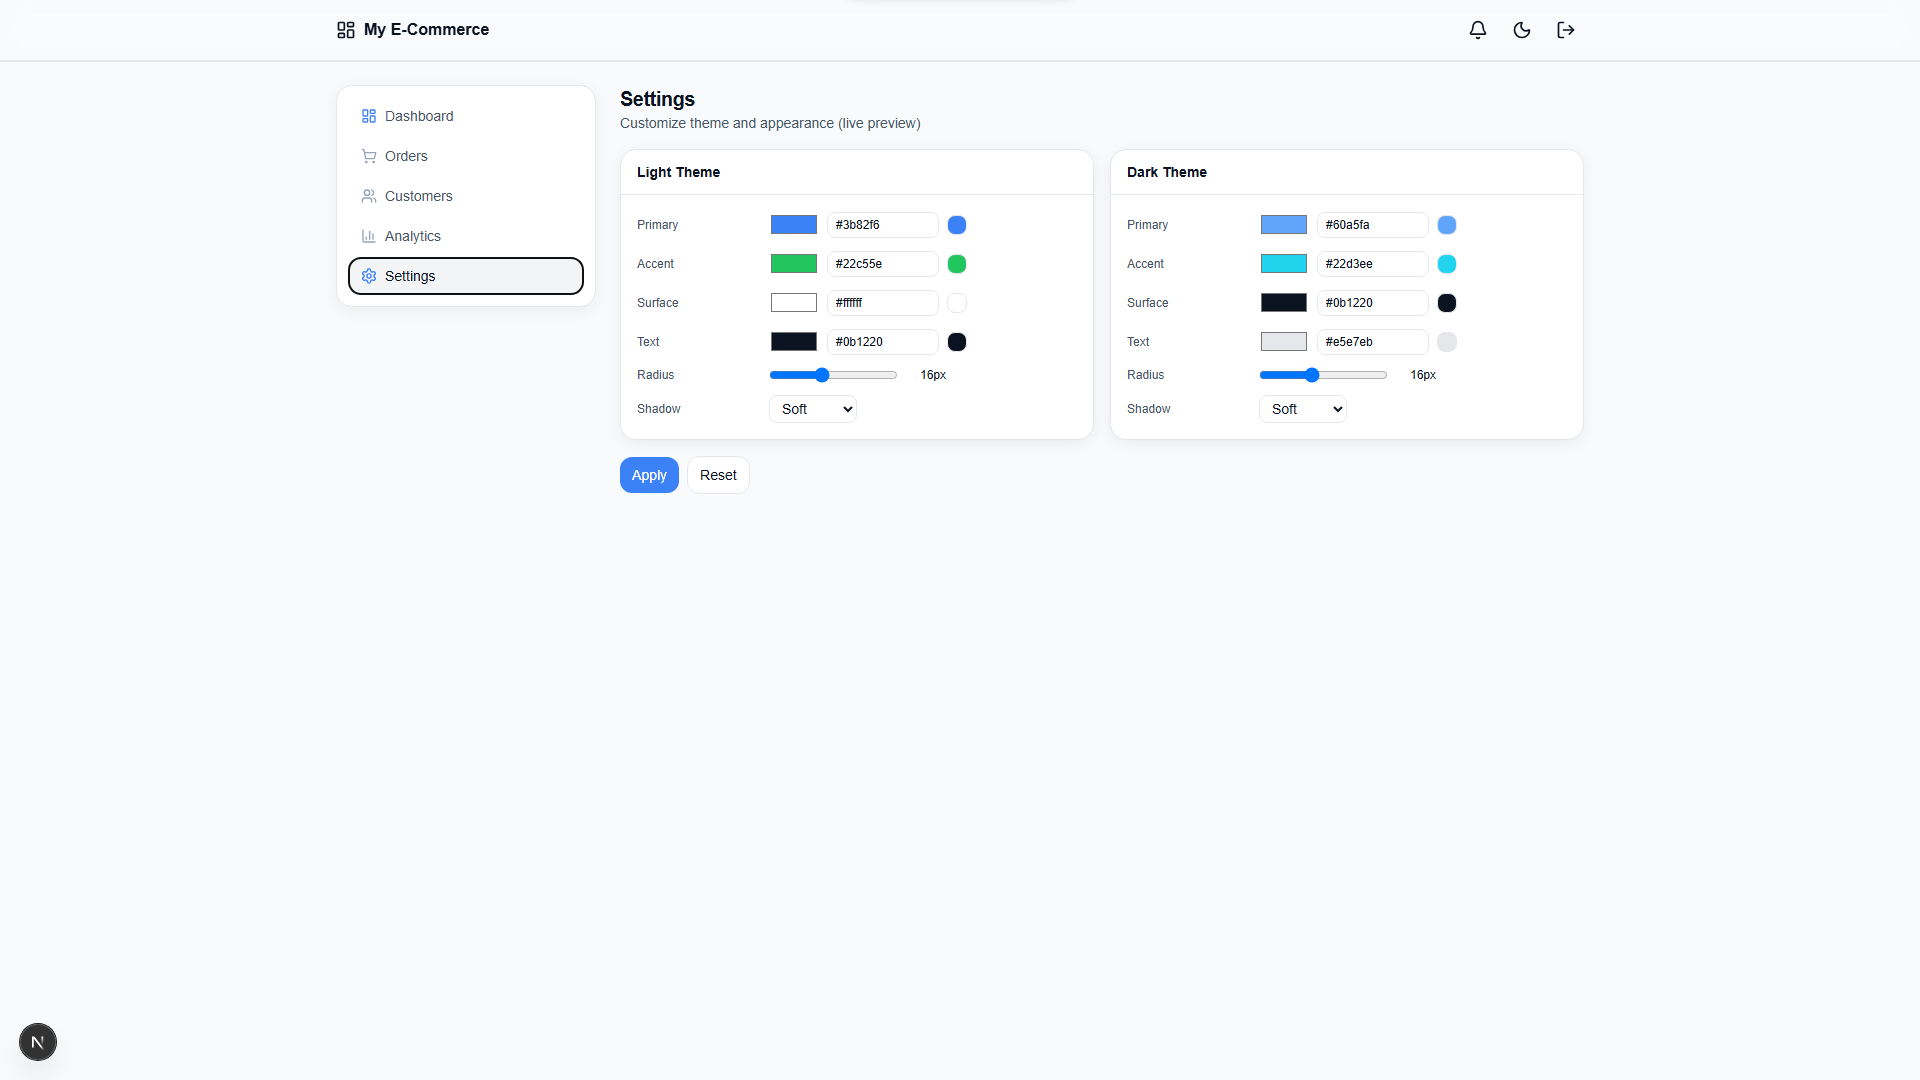 My E-Commerce
Dashboard
Orders
Customers
Analytics
Settings
Settings
Customize theme and appearance (live preview)
Light Theme
Primary #3b82f6
Accent #22c55e
Surface #ffffff
Text #0b1220
Radius 16px
Shadow Soft
Dark Theme
Primary #60a5fa
Accent #22d3ee
Surface #0b1220
Text #e5e7eb
Radius 16px
Shadow Soft
Apply Reset
N